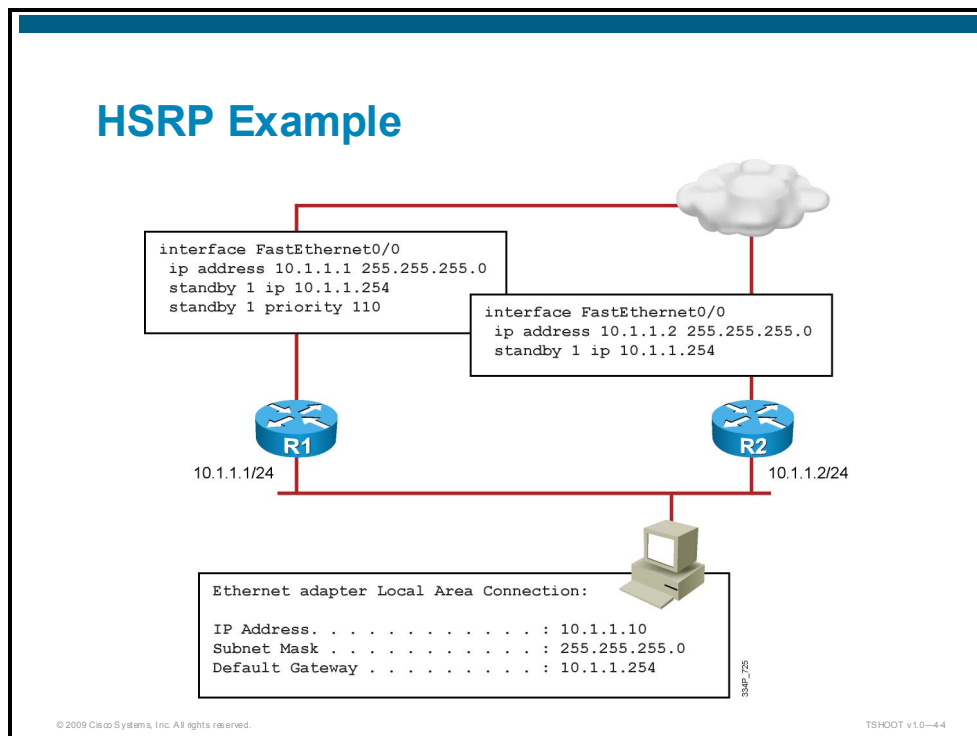 HSRP Example
interface FastEthernet0/0
ip address 10.1.1.1 255.255.255.0
standby 1 ip 10.1.1.254
standby 1 priority 110
interface FastEthernet0/0
ip address 10.1.1.2 255.255.255.0
standby 1 ip 10.1.1.254
R1
R2
10.1.1.1/24
10.1.1.2/24
Ethernet adapter Local Area Connection:
IP Address. . . . . . . . . . . . : 10.1.1.10
Subnet Mask . . . . . . . . . . . : 255.255.255.0
Default Gateway . . . . . . . . . : 10.1.1.254
334P_725
© 2009 Cisco Systems, Inc. All rights reserved.
TSHOOT v1.0—4-4